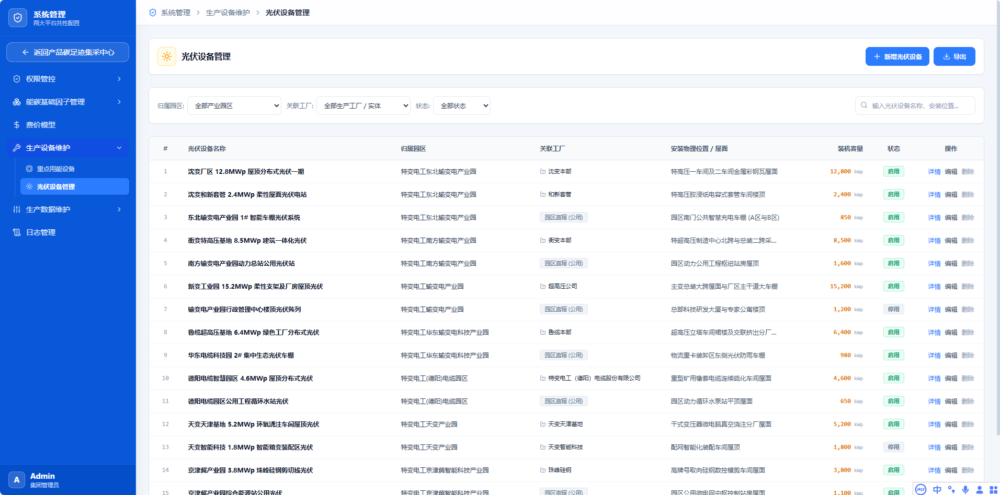 系统管理
两大平台共性配置
返回产品碳足迹集采中心
权限管控
能碳基础因子管理
费价模型
生产设备维护
重点用能设备
光伏设备管理
生产数据维护
日志管理
A
Admin
集团管理员
系统管理 > 生产设备维护 > 光伏设备管理
光伏设备管理
新增光伏设备 导出
归属园区: 全部产业园区 关联工厂: 全部生产工厂 / 实体 状态: 全部状态 输入光伏设备名称、安装位置...
# 光伏设备名称 归属园区 关联工厂 安装物理位置 / 屋面 装机容量 状态 操作
1 沈变厂区 12.8MWp 屋顶分布式光伏一期 特变电工东北输变电产业园 沈变本部 特高压一车间及二车间金属彩钢瓦屋面 12,800 kWp 启用 详情 编辑 删除
2 沈变和新套管 2.4MWp 柔性屋面光伏电站 特变电工东北输变电产业园 和新套管 特高压胶浸纸电容式套管车间楼顶 2,400 kWp 启用 详情 编辑 删除
3 东北输变电产业园 1# 智能车棚光伏系统 特变电工东北输变电产业园 园区直辖 (公用) 园区南门公共智慧充电车棚 (A区与B区) 850 kWp 启用 详情 编辑 删除
4 衡变特高压基地 8.5MWp 建筑一体化光伏 特变电工南方输变电产业园 衡变本部 特超高压制造中心北跨与总装二跨采... 8,500 kWp 启用 详情 编辑 删除
5 南方输变电产业园动力总站公用光伏站 特变电工南方输变电产业园 园区直辖 (公用) 园区动力公用工程枢纽站房屋顶 1,600 kWp 启用 详情 编辑 删除
6 新变工业园 15.2MWp 柔性支架及厂房屋顶光伏 特变电工输变电产业园 超高压公司 主变总装大跨屋面与厂区主干道大车棚 15,200 kWp 启用 详情 编辑 删除
7 输变电产业园行政管理中心楼顶光伏阵列 特变电工输变电产业园 园区直辖 (公用) 总部科技研发大厦与专家公寓楼顶 1,200 kWp 停用 详情 编辑 删除
8 鲁缆超高压基地 6.4MWp 绿色工厂分布式光伏 特变电工华东输变电科技产业园 鲁缆本部 超高压立塔车间裙楼及交联挤出分厂... 6,400 kWp 启用 详情 编辑 删除
9 华东电缆科技园 2# 集中生态光伏车棚 特变电工华东输变电科技产业园 园区直辖 (公用) 物流重卡装卸区东侧光伏防雨车棚 980 kWp 启用 详情 编辑 删除
10 德阳电缆智慧园区 4.6MWp 屋顶分布式光伏 特变电工(德阳)电缆园区 特变电工（德阳）电缆股份有限公司 重型矿用橡套电缆连续硫化车间屋面 4,600 kWp 启用 详情 编辑 删除
11 德阳电缆园区公用工程循环水站光伏 特变电工(德阳)电缆园区 园区直辖 (公用) 园区动力循环水泵站平顶屋面 650 kWp 启用 详情 编辑 删除
12 天变天津基地 5.2MWp 环氧浇注车间屋顶光伏 特变电工天变产业园 天变天津基地 干式变压器微电脑真空浇注分厂屋面 5,200 kWp 启用 详情 编辑 删除
13 天变智能科技 1.8MWp 智能箱变装配区光伏 特变电工天变产业园 天变智能科技 配网智能化装配车间屋顶 1,800 kWp 停用 详情 编辑 删除
14 京津冀产业园 3.8MWp 珠峰硅钢剪切线光伏 特变电工京津冀智能科技产业园 珠峰硅钢 高牌号取向硅钢数控横剪车间屋面 3,800 kWp 启用 详情 编辑 删除
15 京津冀产业园综合能源站公用光伏 特变电工京津冀智能科技产业园 园区直辖 (公用) 园区公用微电网中枢控制站房屋面 1,100 kWp 启用 详情 编辑 删除
iFLY 中